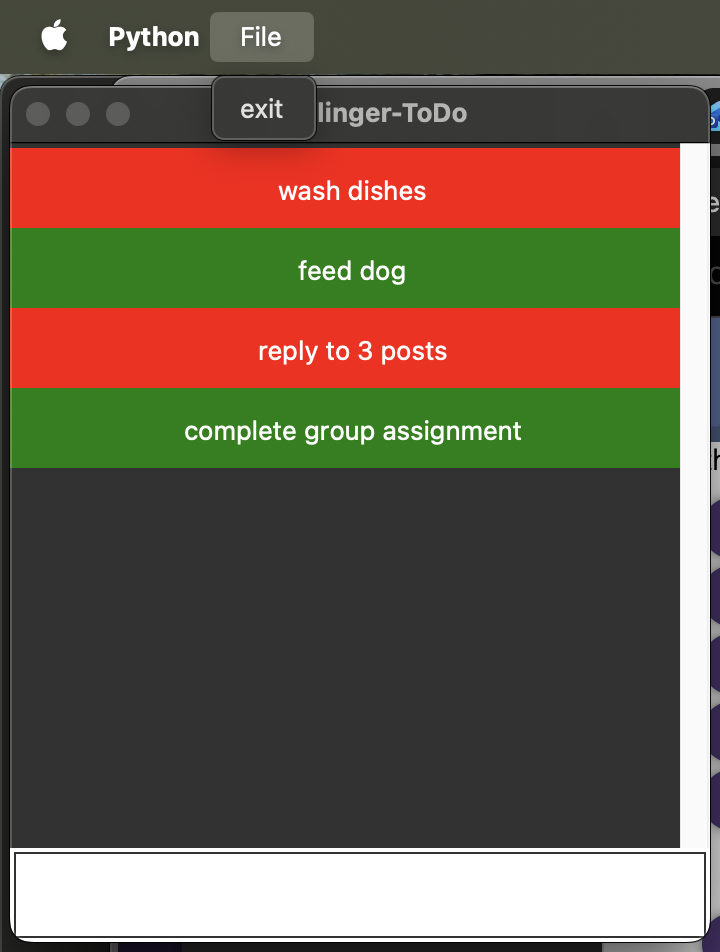 Python File
exit
linger-ToDo
wash dishes
feed dog
reply to 3 posts
complete group assignment